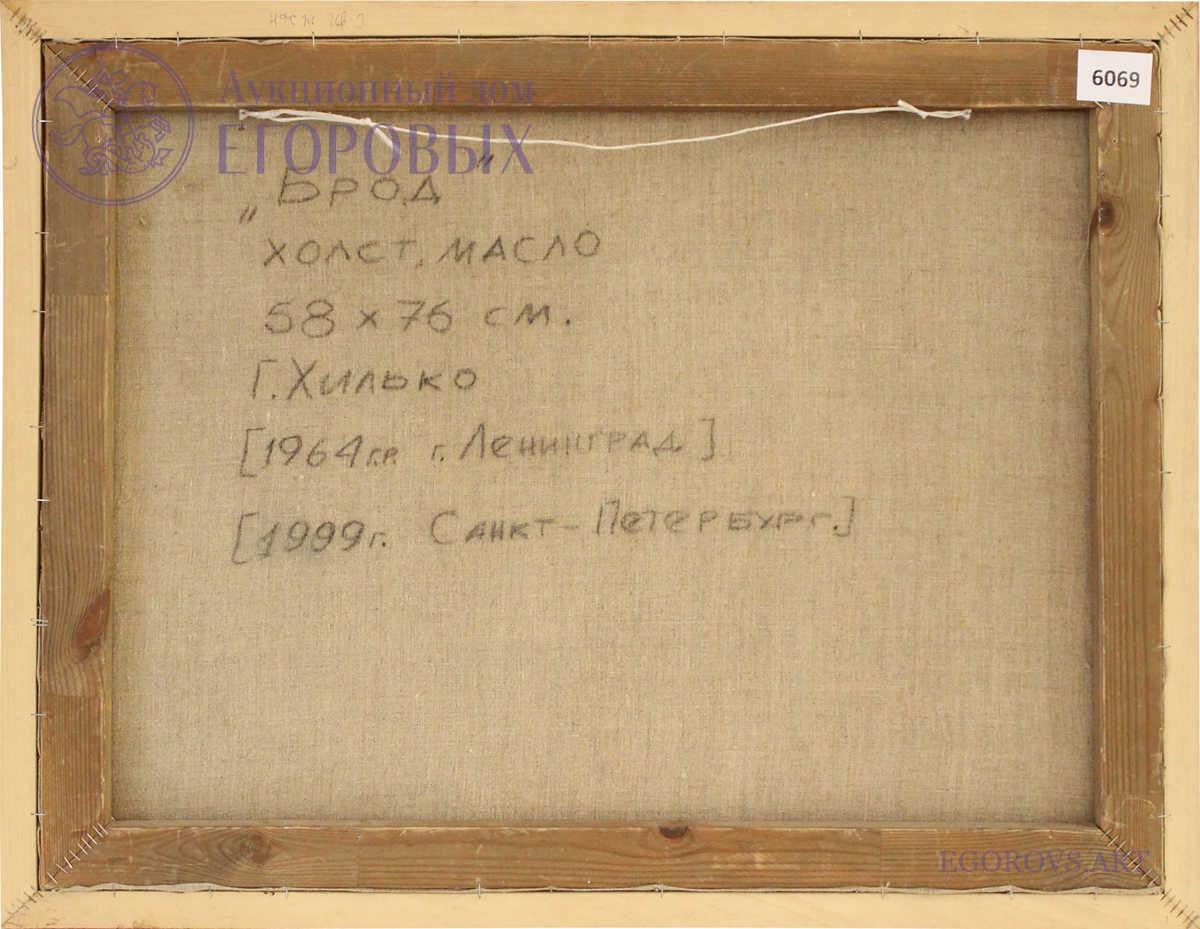 6069
Аукционный дом
ЕГОРОВЫХ
„Брод"
холст, масло
58 x 76 см.
Г. Хилько
[1964 г.р. г. Ленинград]
[1999 г. Санкт-Петербург.]
EGOROVS.ART